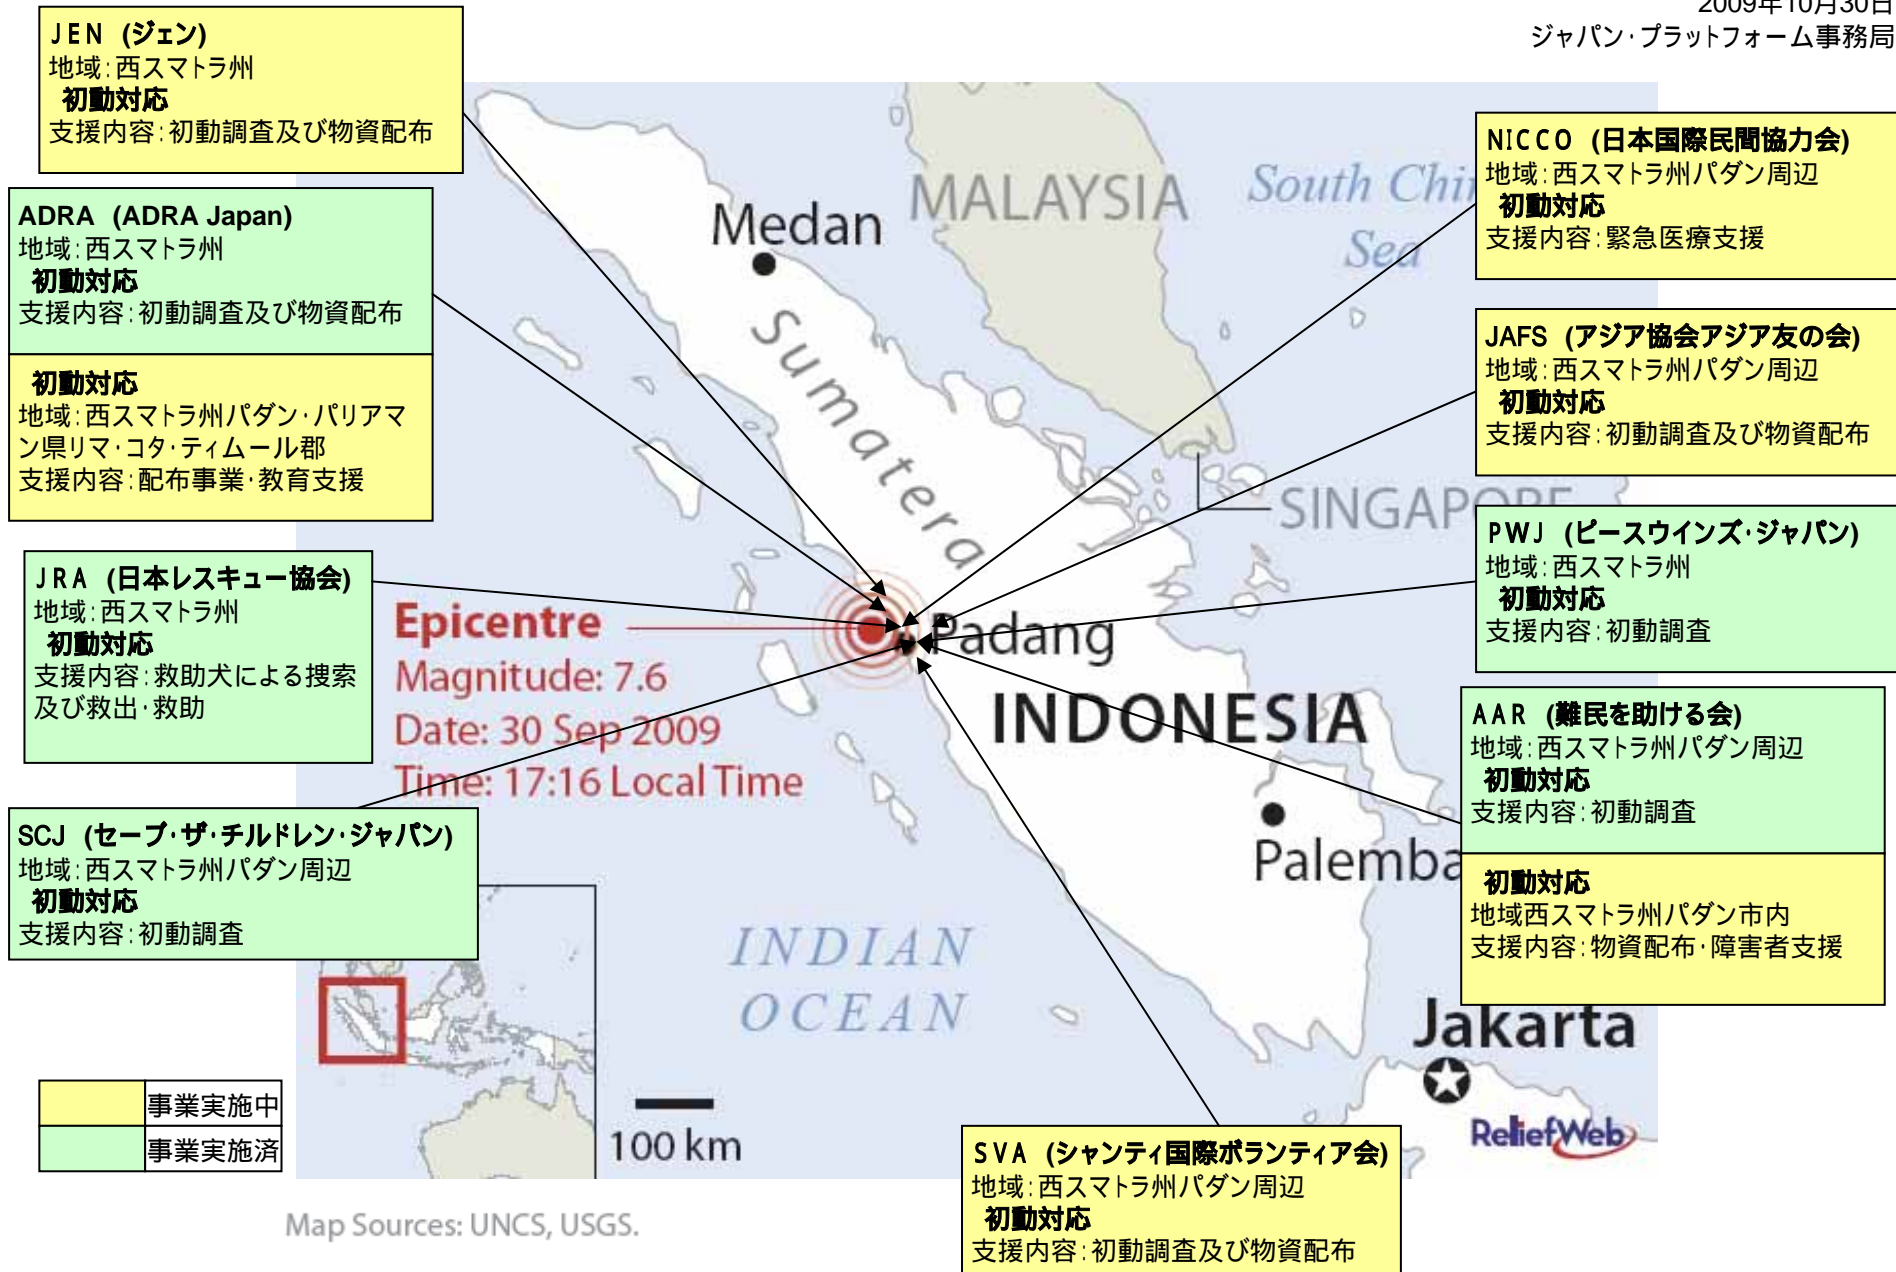 2009年10月30日
ジャパン・プラットフォーム事務局
JEN (ジェン)
地域:西スマトラ州
初動対応
支援内容:初動調査及び物資配布
ADRA (ADRA Japan)
地域:西スマトラ州
初動対応
支援内容:初動調査及び物資配布
初動対応
地域:西スマトラ州パダン・パリアマ
ン県リマ・コタ・ティムール郡
支援内容:配布事業・教育支援
JRA (日本レスキュー協会)
地域:西スマトラ州
初動対応
支援内容:救助犬による捜索
及び救出・救助
SCJ (セーブ・ザ・チルドレン・ジャパン)
地域:西スマトラ州パダン周辺
初動対応
支援内容:初動調査
NICCO (日本国際民間協力会)
地域:西スマトラ州パダン周辺
初動対応
支援内容:緊急医療支援
JAFS (アジア協会アジア友の会)
地域:西スマトラ州パダン周辺
初動対応
支援内容:初動調査及び物資配布
PWJ (ピースウインズ・ジャパン)
地域:西スマトラ州
初動対応
支援内容:初動調査
AAR (難民を助ける会)
地域:西スマトラ州パダン周辺
初動対応
支援内容:初動調査
初動対応
地域西スマトラ州パダン市内
支援内容:物資配布・障害者支援
SVA (シャンティ国際ボランティア会)
地域:西スマトラ州パダン周辺
初動対応
支援内容:初動調査及び物資配布
Medan
MALAYSIA
South Chi
Sea
Sumatera
SINGAPORE
Epicentre
Magnitude: 7.6
Date: 30 Sep 2009
Time: 17:16 Local Time
Padang
INDONESIA
Palemba
INDIAN
OCEAN
Jakarta
ReliefWeb
100 km
事業実施中
事業実施済
Map Sources: UNCS, USGS.